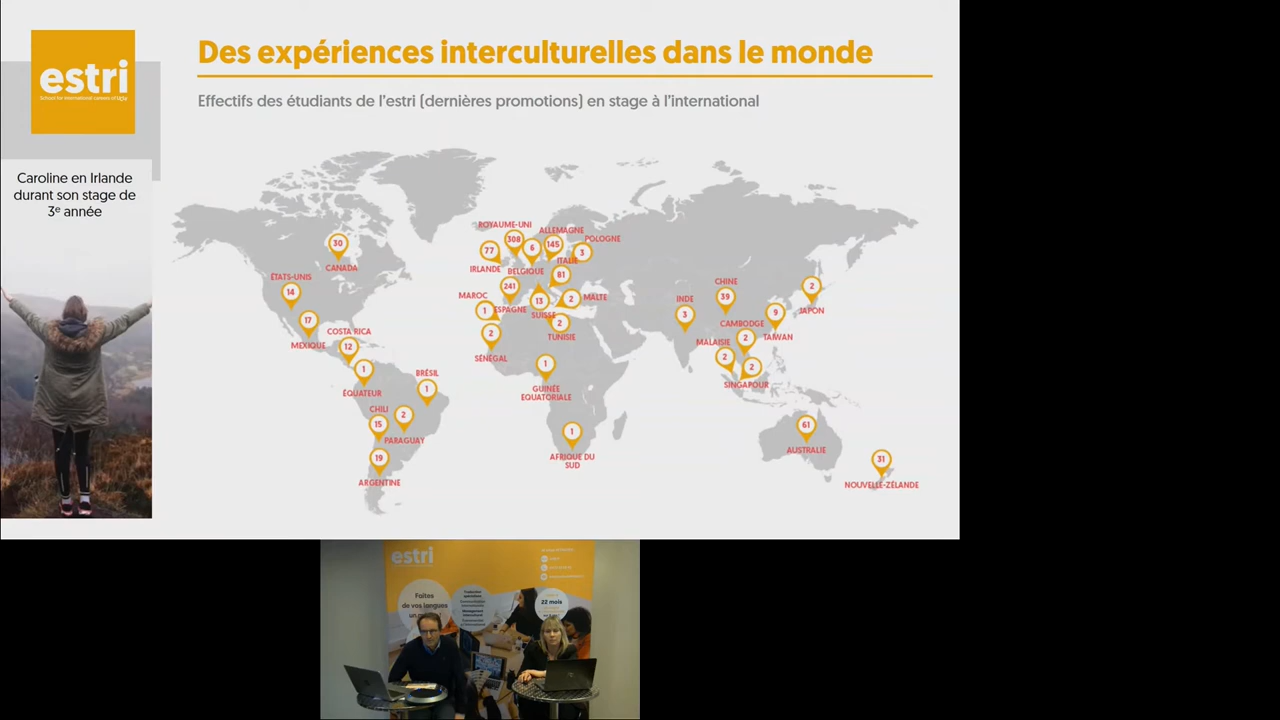 estri
School for international careers of Ucly
Des expériences interculturelles dans le monde
Effectifs des étudiants de l'estri (dernières promotions) en stage à l'international
Caroline en Irlande
durant son stage de
3e année
30
CANADA
ÉTATS-UNIS
14
17
MEXIQUE
COSTA RICA
12
1
ÉQUATEUR
BRÉSIL
1
CHILI
15
2
PARAGUAY
19
ARGENTINE
ROYAUME-UNI
308
77
IRLANDE
6
BELGIQUE
ALLEMAGNE
145
POLOGNE
3
ITALIE
81
241
ESPAGNE
13
SUISSE
2
MALTE
MAROC
1
2
TUNISIE
2
SÉNÉGAL
1
GUINÉE
EQUATORIALE
1
AFRIQUE DU
SUD
INDE
3
CHINE
39
2
JAPON
9
TAIWAN
CAMBODGE
2
MALAISIE
2
2
SINGAPOUR
61
AUSTRALIE
31
NOUVELLE-ZÉLANDE
estri
Faites
de vos langues
22 mois